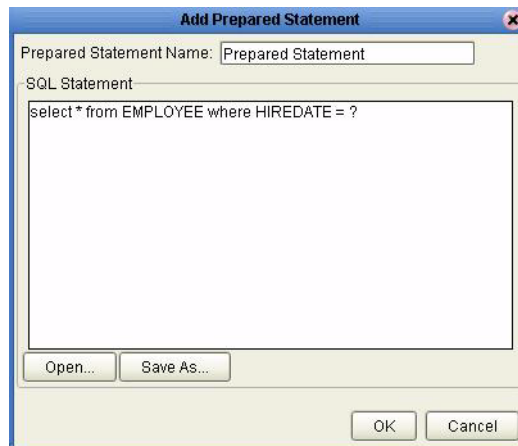 Add Prepared Statement
Prepared Statement Name: Prepared Statement
SQL Statement
select * from EMPLOYEE where HIREDATE = ?
Open... Save As...
OK Cancel